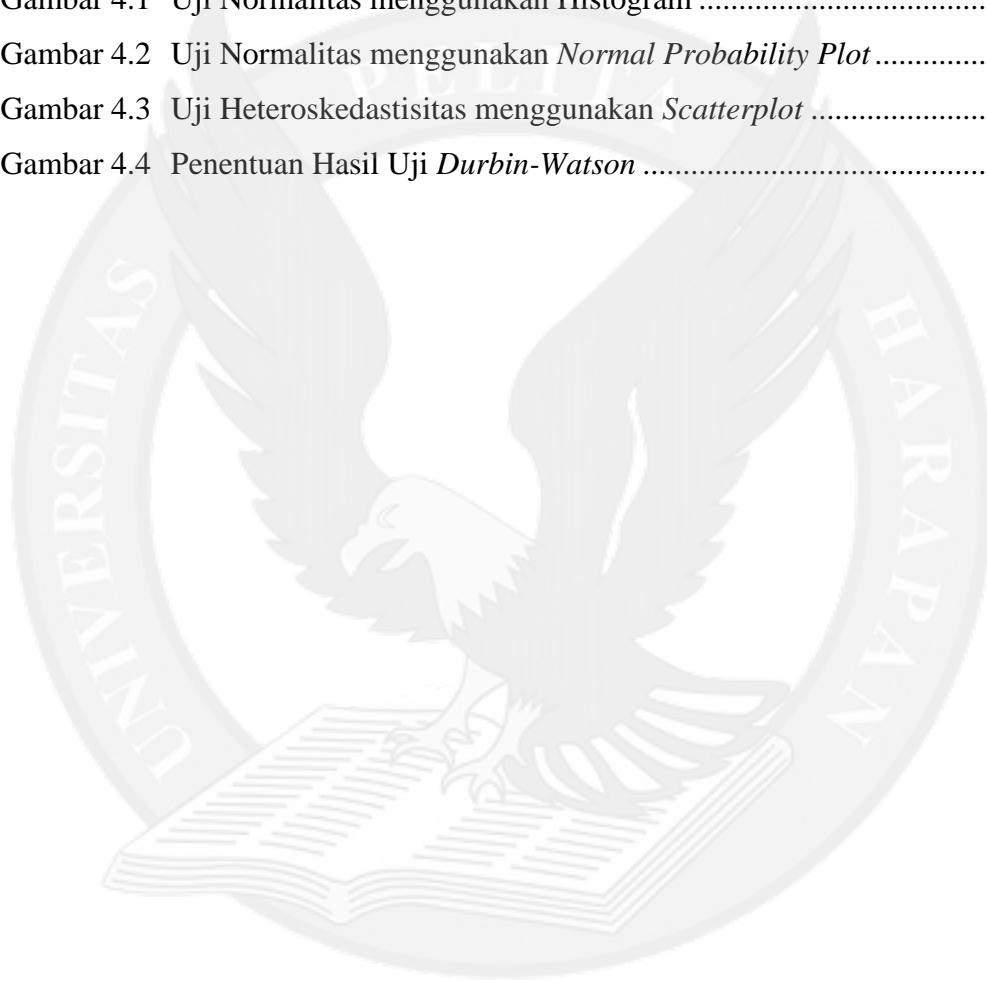 Gambar 4.1 Uji Normalitas menggunakan Histogram ....................................
Gambar 4.2 Uji Normalitas menggunakan Normal Probability Plot ..............
Gambar 4.3 Uji Heteroskedastisitas menggunakan Scatterplot ......................
Gambar 4.4 Penentuan Hasil Uji Durbin-Watson ...........................................
UNIVERSITAS PELITA HARAPAN